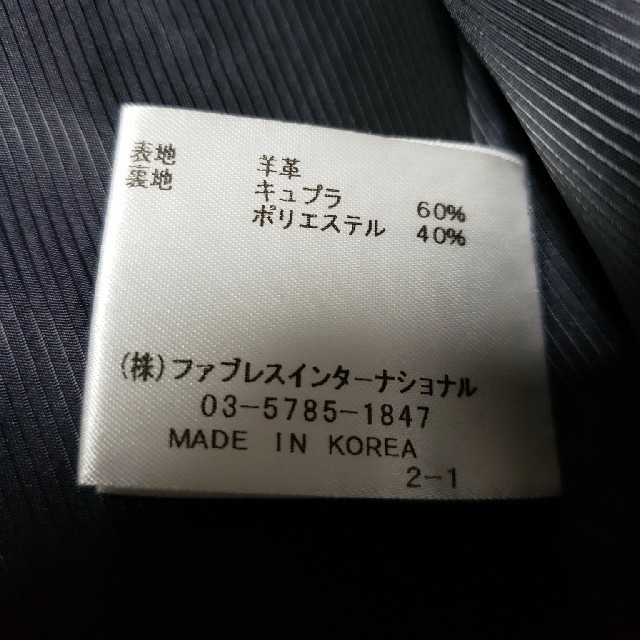 表地 羊革
裏地 キュプラ 60%
ポリエステル 40%
(株)ファブレスインターナショナル
03-5785-1847
MADE IN KOREA
2-1